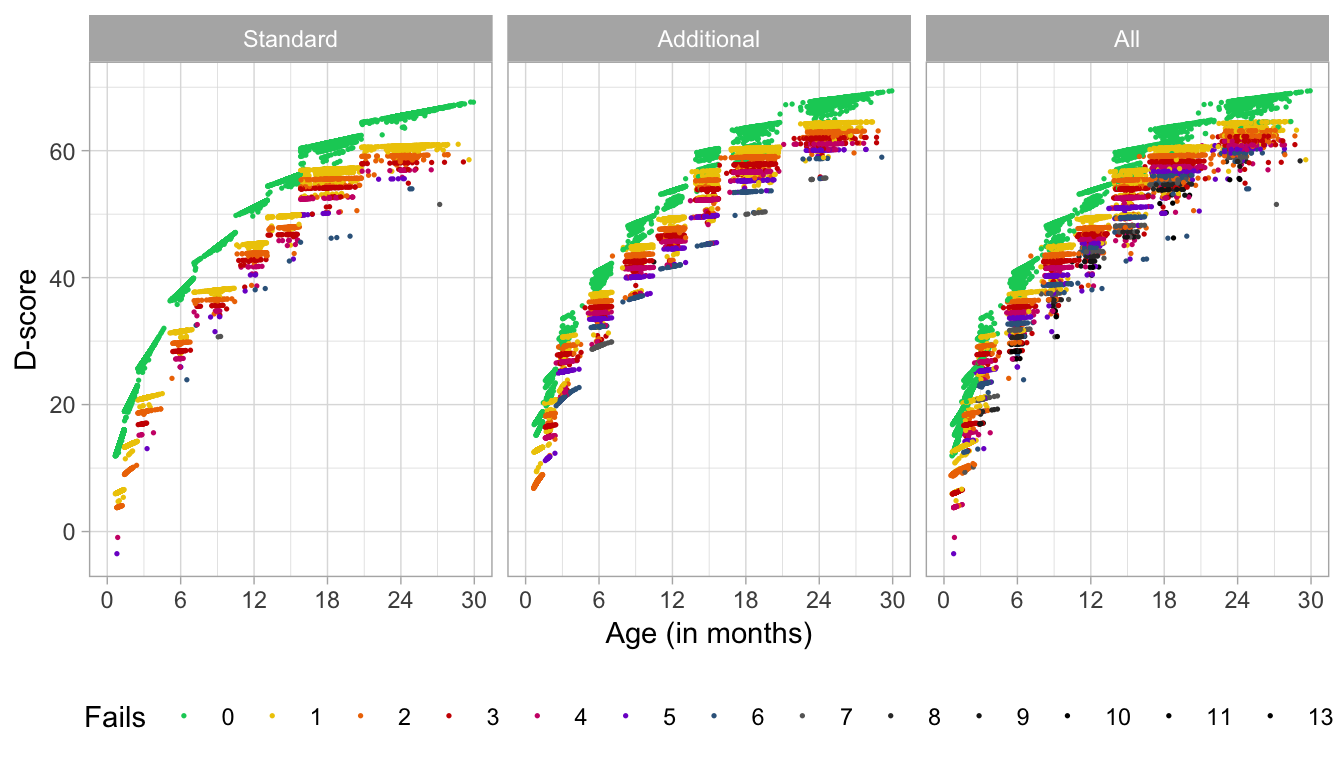 Standard Additional All
60
40
20
0
D-score
0 6 12 18 24 30 0 6 12 18 24 30 0 6 12 18 24 30
Age (in months)
Fails 0 1 2 3 4 5 6 7 8 9 10 11 13